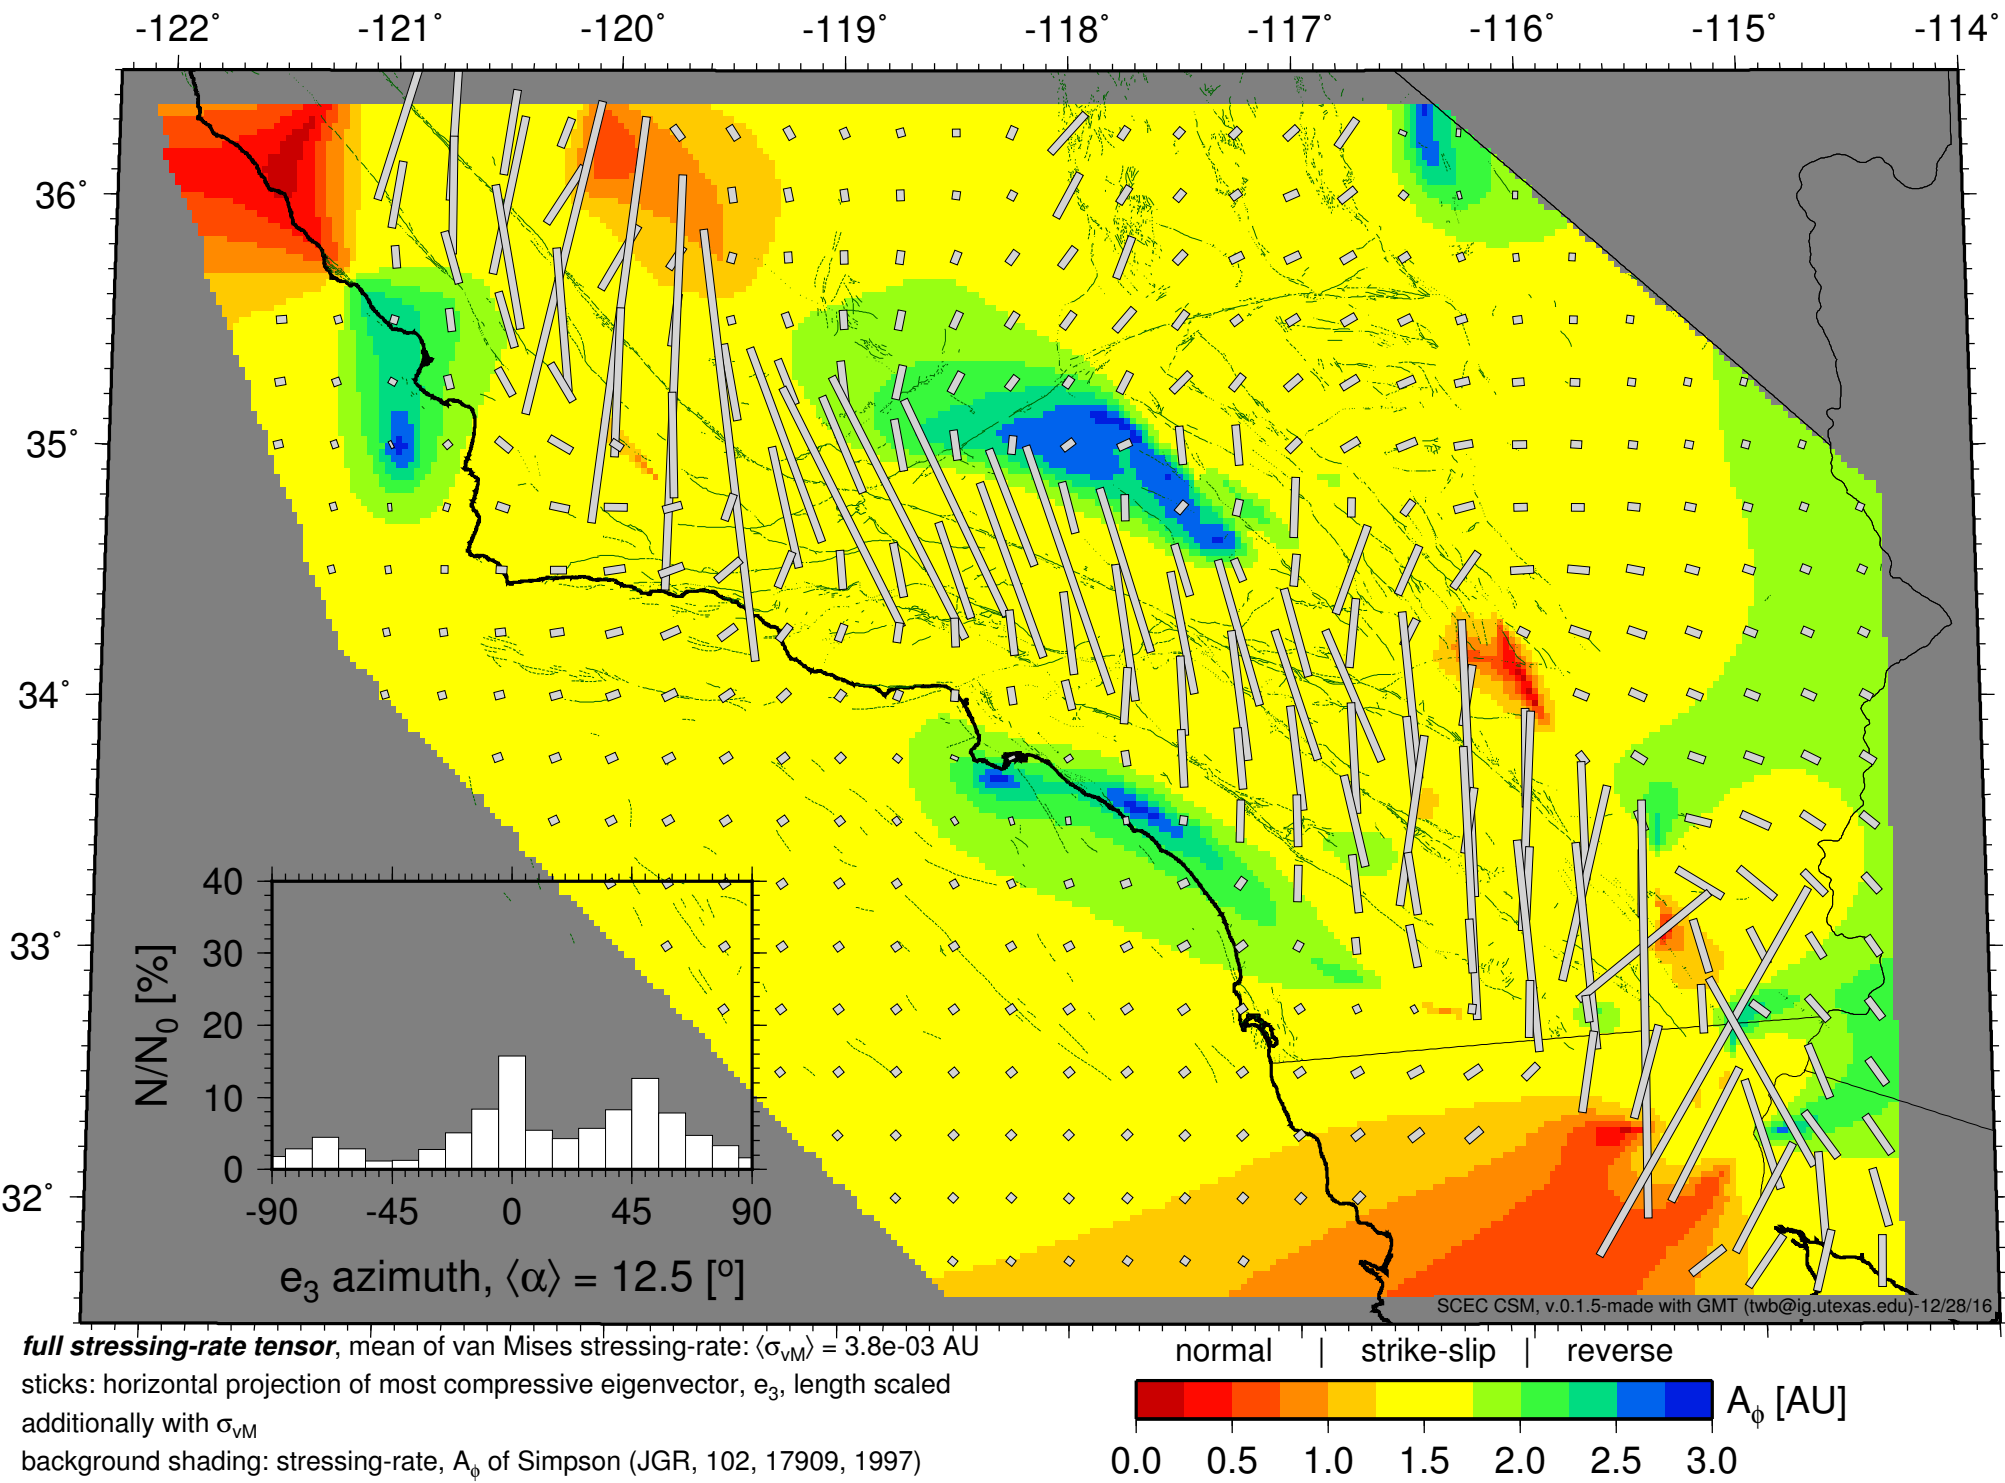 -122˚ -121˚ -120˚ -119˚ -118˚ -117˚ -116˚ -115˚ -114˚
36˚
35˚
34˚
33˚
32˚
40
30
20
10
0
N/N0 [%]
-90 -45 0 45 90
e3 azimuth, ⟨α⟩ = 12.5 [º]
SCEC CSM, v.0.1.5-made with GMT (twb@ig.utexas.edu)-12/28/16
full stressing-rate tensor, mean of van Mises stressing-rate: ⟨σvM⟩ = 3.8e-03 AU
sticks: horizontal projection of most compressive eigenvector, e3, length scaled
additionally with σvM
background shading: stressing-rate, Aϕ of Simpson (JGR, 102, 17909, 1997)
normal | strike-slip | reverse
Aϕ [AU]
0.0 0.5 1.0 1.5 2.0 2.5 3.0